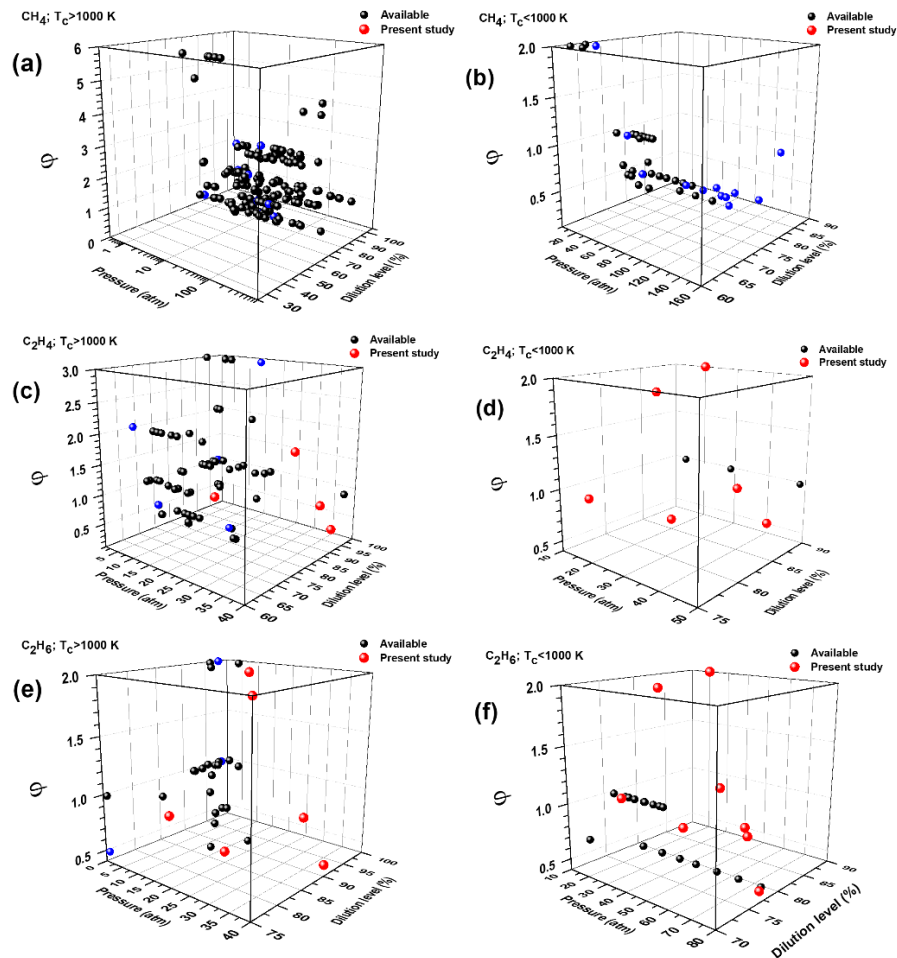 CH₄; T_c>1000 K
Available
Present study
(a)
φ
6
5
4
3
2
1
0
1
10
100
Pressure (atm)
30
40
50
60
70
80
90
100
Dilution level (%)
CH₄; T_c<1000 K
Available
Present study
(b)
φ
2.0
1.5
1.0
0.5
20
40
60
80
100
120
140
160
Pressure (atm)
60
65
70
75
80
85
90
Dilution level (%)
C₂H₄; T_c>1000 K
Available
Present study
(c)
φ
3.0
2.5
2.0
1.5
1.0
0.5
5
10
15
20
25
30
35
40
Pressure (atm)
60
65
70
75
80
85
90
95
100
Dilution level (%)
C₂H₄; T_c<1000 K
Available
Present study
(d)
φ
2.0
1.5
1.0
0.5
10
20
30
40
50
Pressure (atm)
75
80
85
90
Dilution level (%)
C₂H₆; T_c>1000 K
Available
Present study
(e)
φ
2.0
1.5
1.0
0.5
0
5
10
15
20
25
30
35
40
Pressure (atm)
75
80
85
90
95
100
Dilution level (%)
C₂H₆; T_c<1000 K
Available
Present study
(f)
φ
2.0
1.5
1.0
0.5
10
20
30
40
50
60
70
80
Pressure (atm)
70
75
80
85
90
Dilution level (%)